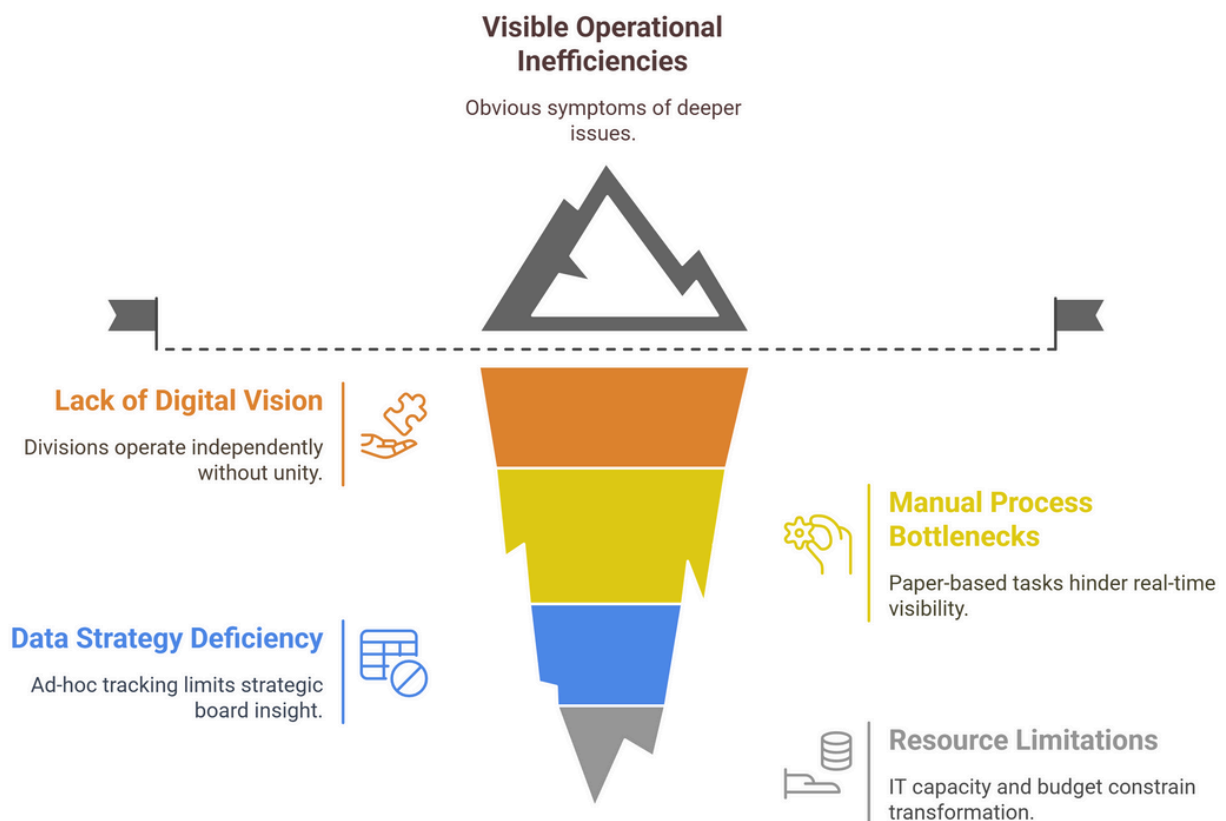 Visible Operational
Inefficiencies
Obvious symptoms of deeper
issues.
Lack of Digital Vision
Divisions operate independently
without unity.
Manual Process
Bottlenecks
Paper-based tasks hinder real-time
visibility.
Data Strategy Deficiency
Ad-hoc tracking limits strategic
board insight.
Resource Limitations
IT capacity and budget constrain
transformation.